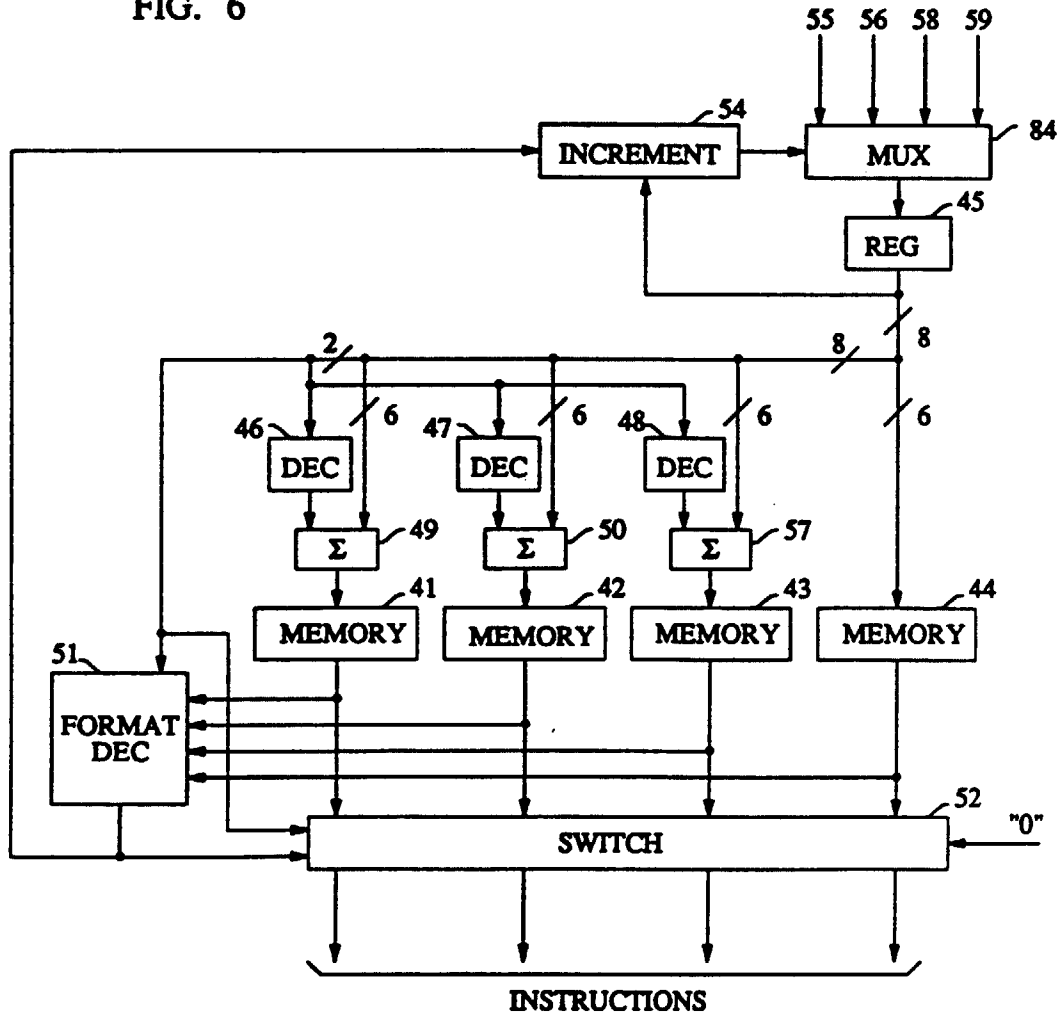 FIG. 6
55 56 58 59
54
INCREMENT
84
MUX
45
REG
8
2
8
6
6
6
6
46
DEC
47
DEC
48
DEC
49
Σ
50
Σ
57
Σ
41
MEMORY
42
MEMORY
43
MEMORY
44
MEMORY
51
FORMAT
DEC
52
SWITCH
"0"
INSTRUCTIONS